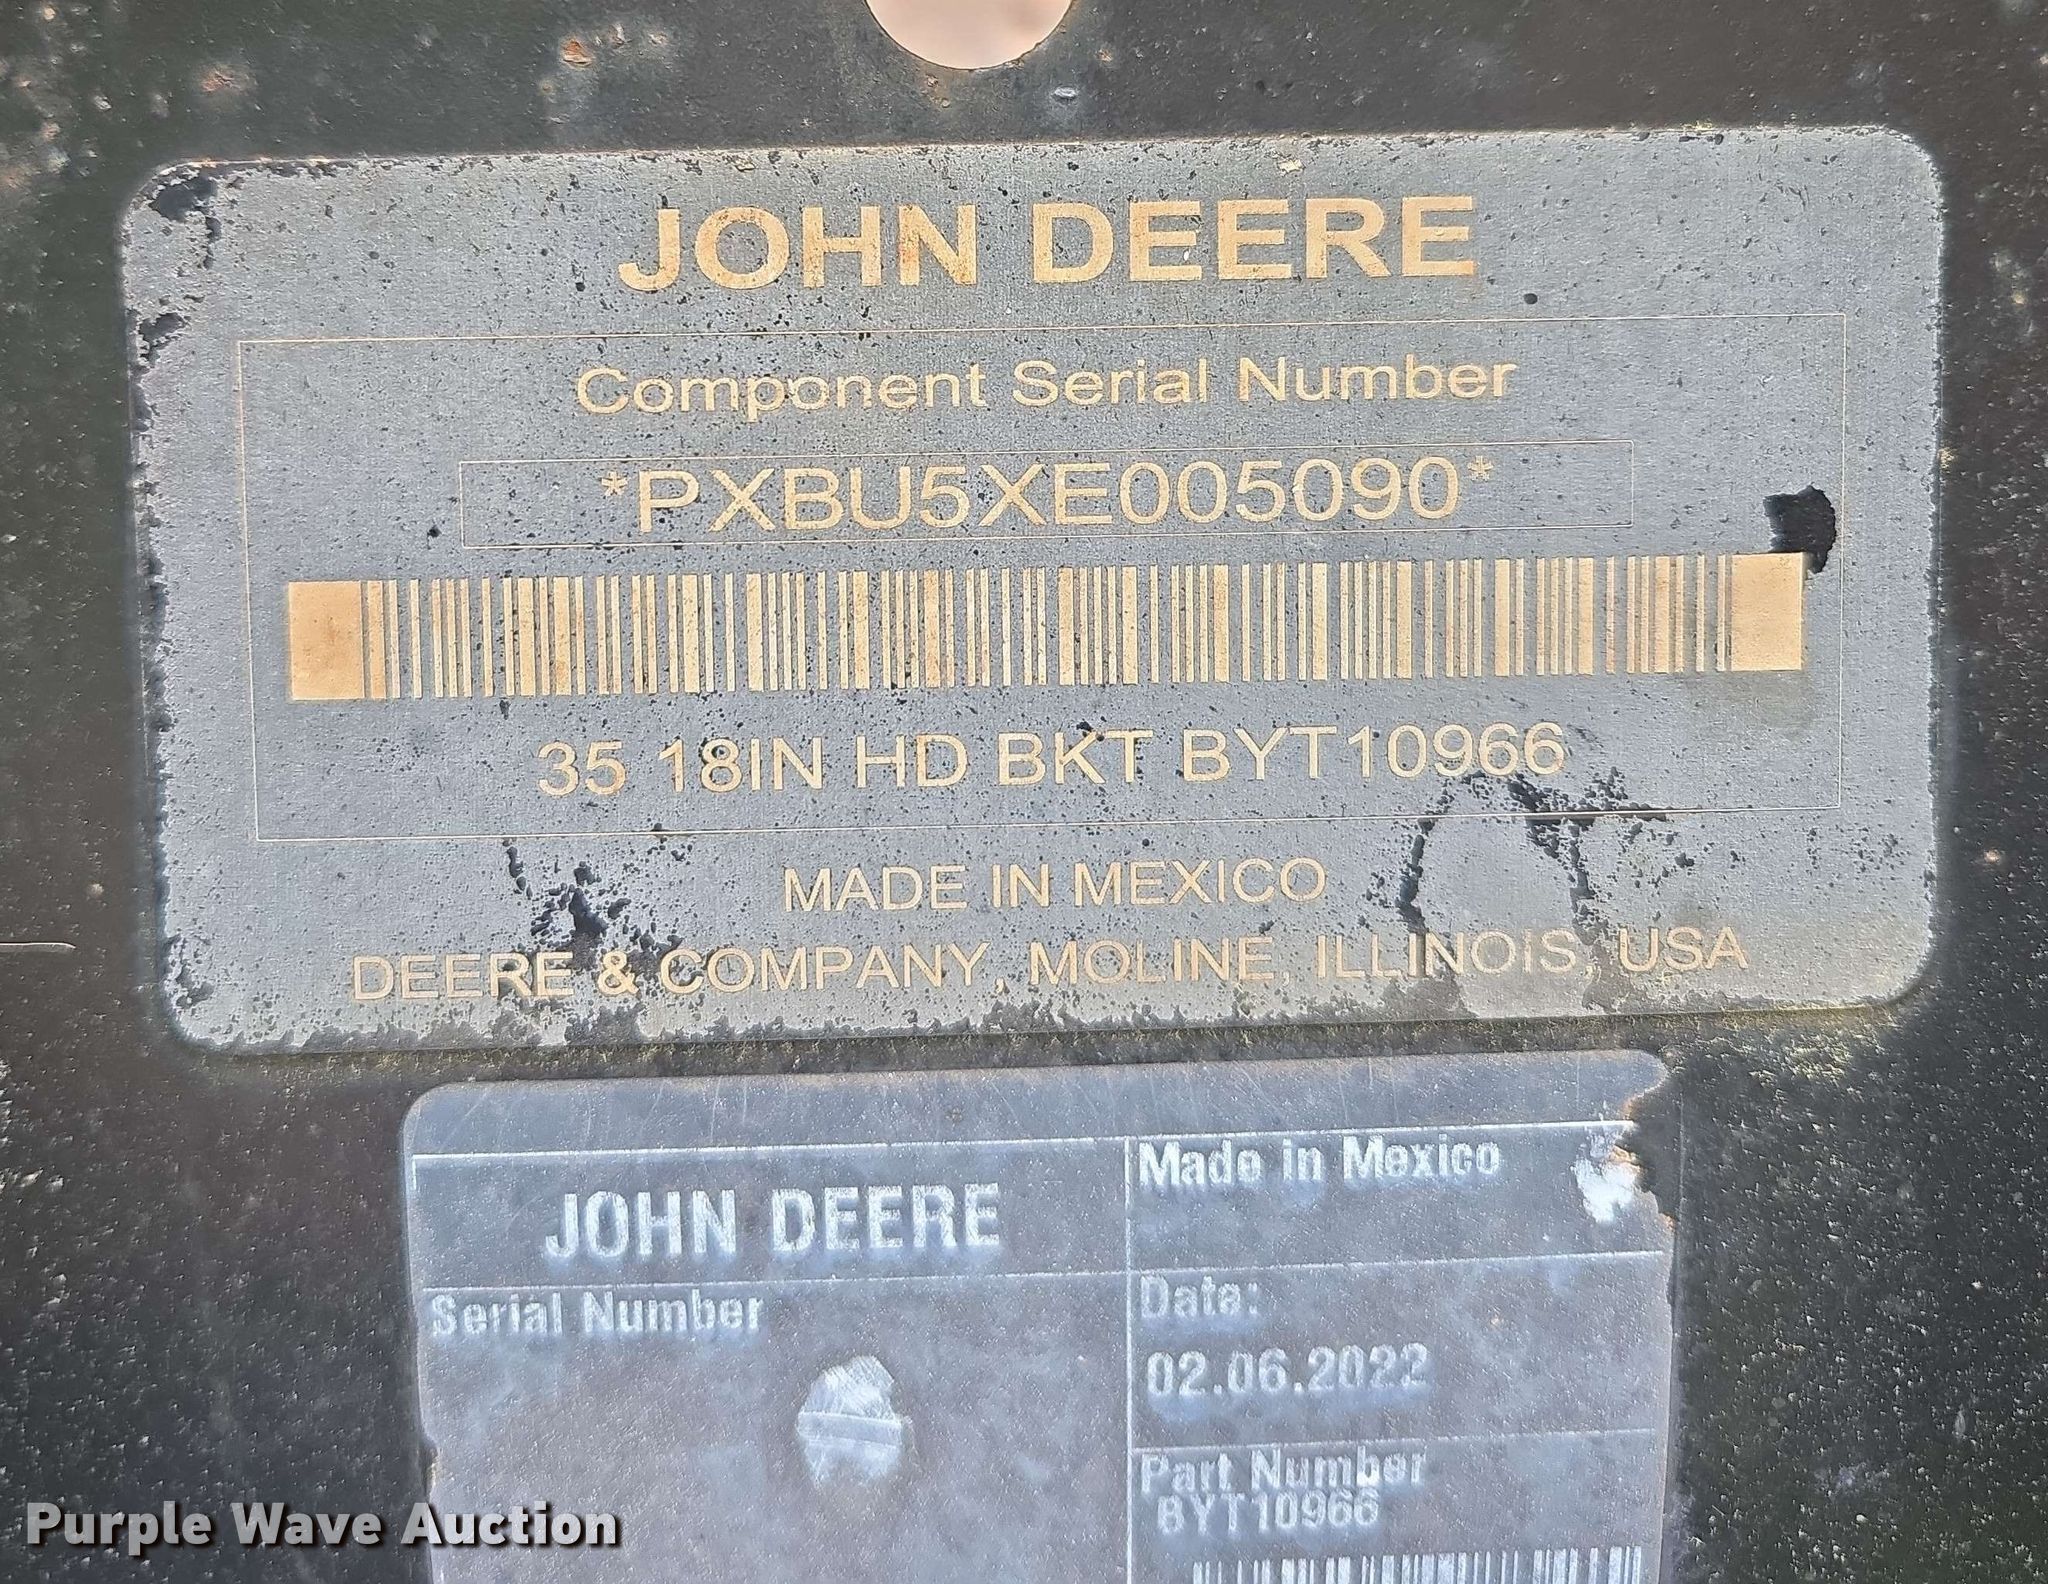 JOHN DEERE
Component Serial Number
*PXBU5XE005090*
35 18IN HD BKT BYT10966
MADE IN MEXICO
DEERE & COMPANY, MOLINE, ILLINOIS, USA
JOHN DEERE
Made in Mexico
Serial Number
Date:
02.06.2022
Part Number
BYT10966
Purple Wave Auction